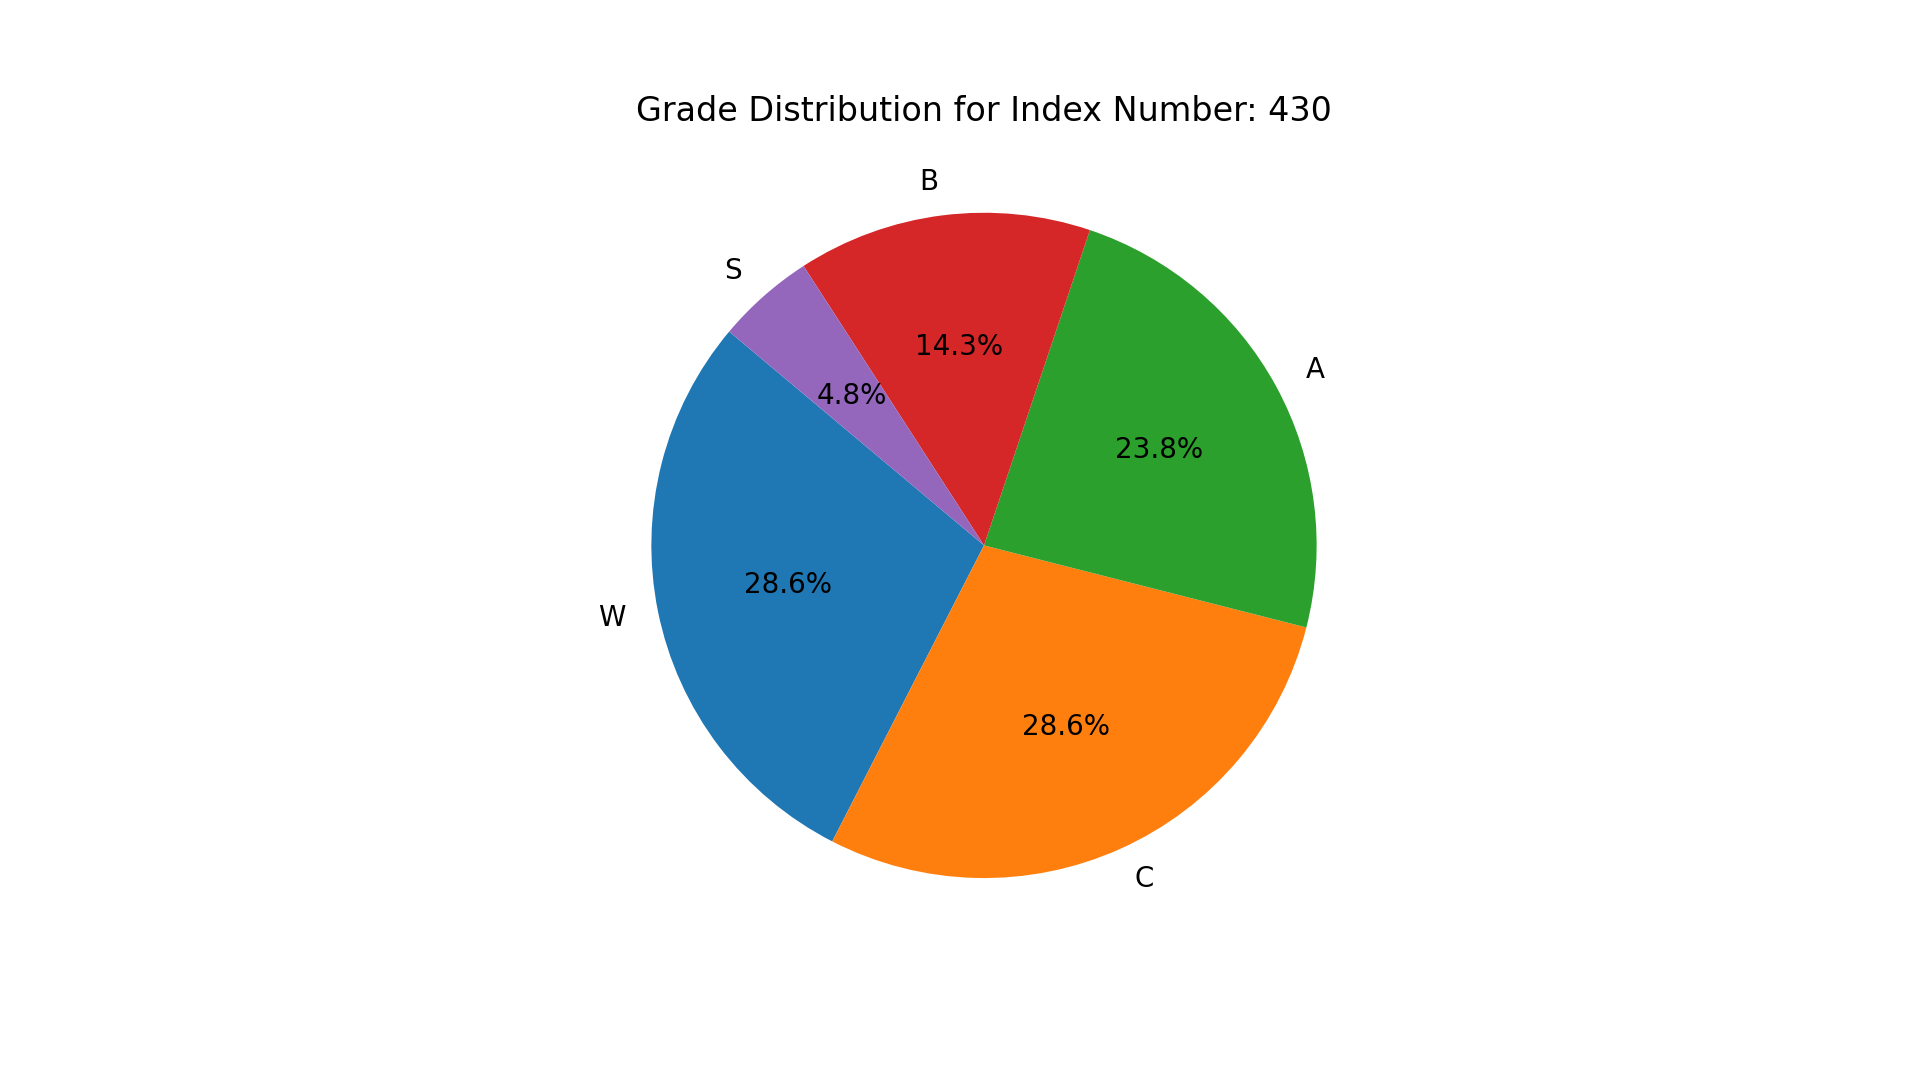 Grade Distribution for Index Number: 430
B
S
14.3%
A
4.8%
23.8%
28.6%
W
28.6%
C